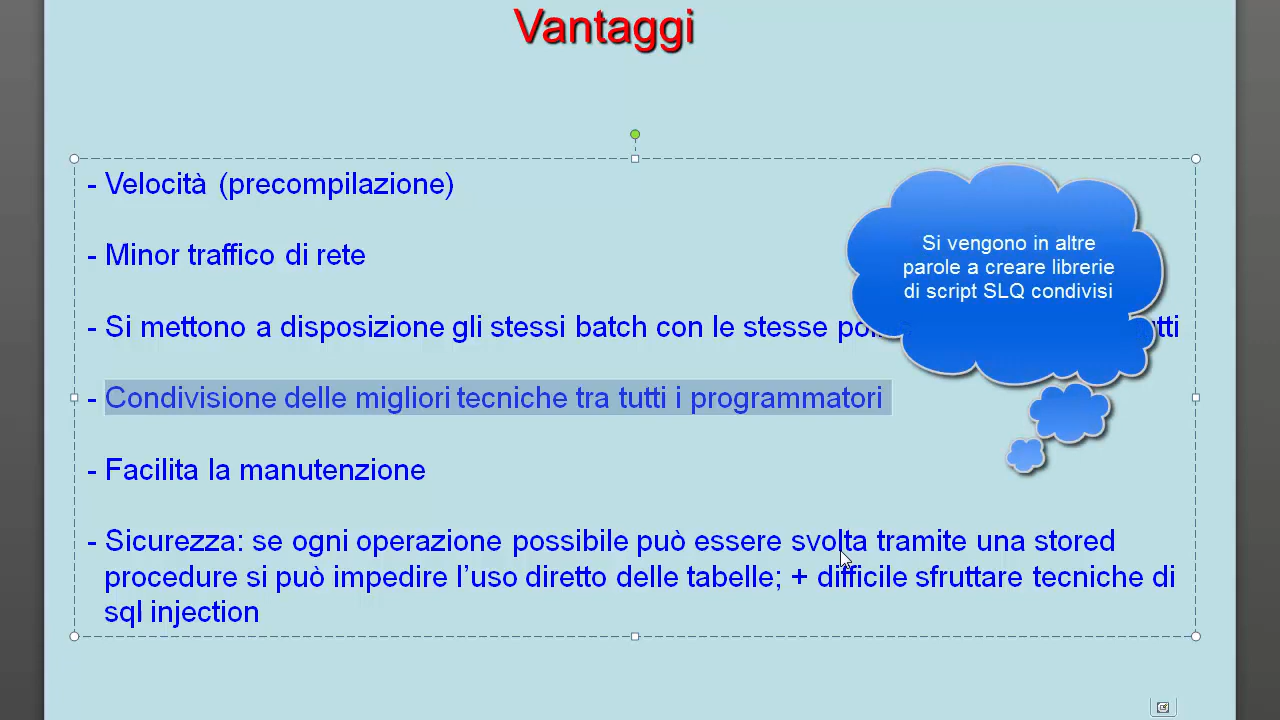 Vantaggi
- Velocità (precompilazione)
- Minor traffico di rete
Si vengono in altre
parole a creare librerie
di script SLQ condivisi
- Si mettono a disposizione gli stessi batch con le stesse
- Condivisione delle migliori tecniche tra tutti i programmatori
- Facilita la manutenzione
- Sicurezza: se ogni operazione possibile può essere svolta tramite una stored
procedure si può impedire l’uso diretto delle tabelle; + difficile sfruttare tecniche di
sql injection